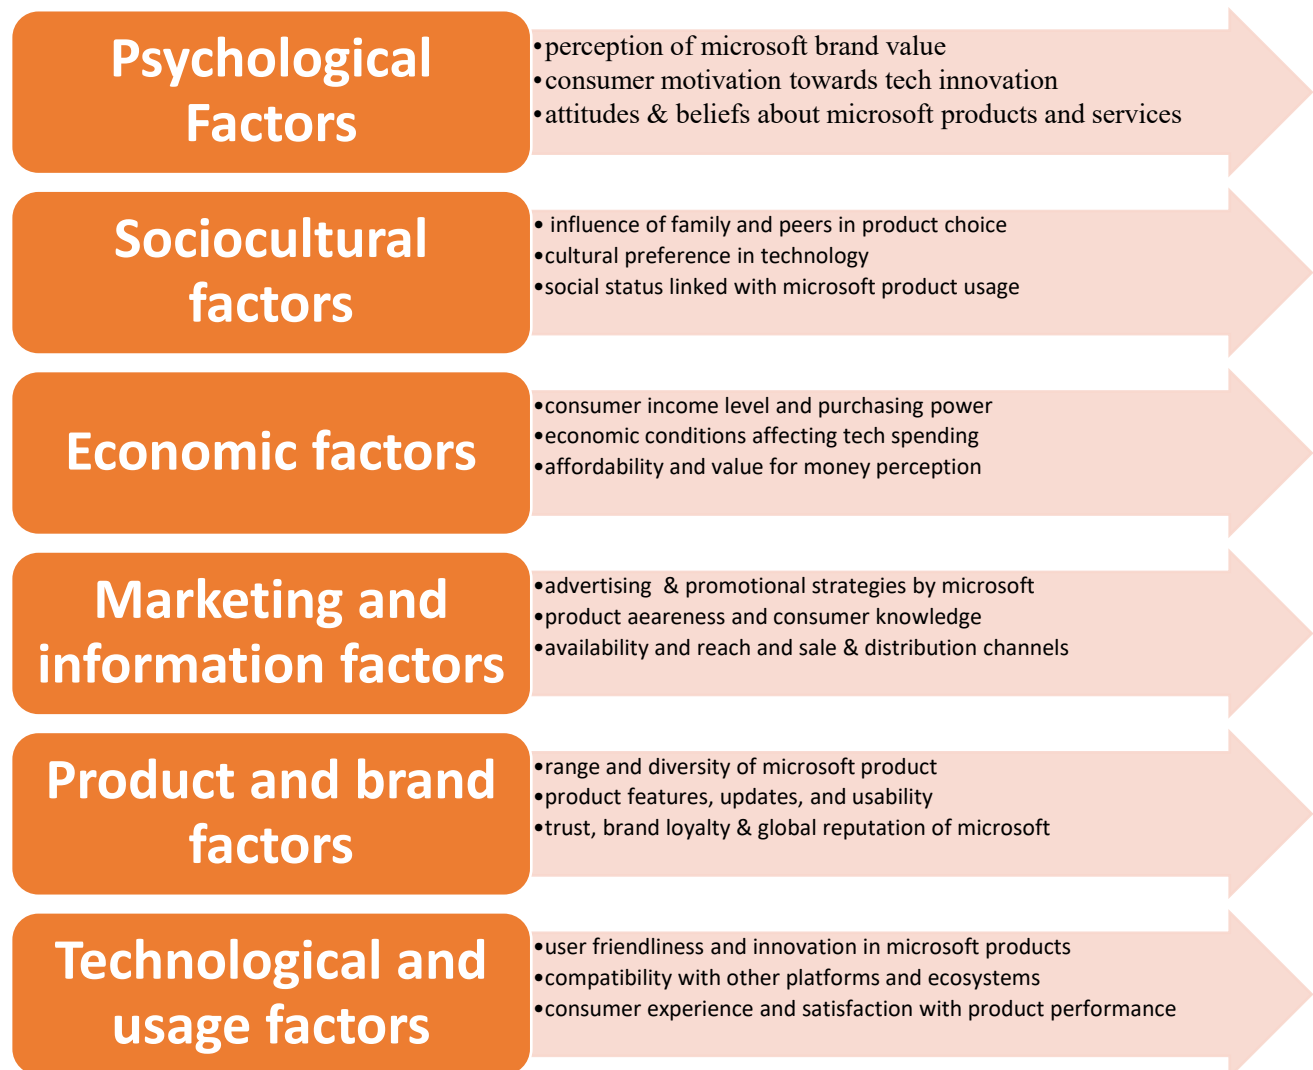 Psychological
Factors
•perception of microsoft brand value
•consumer motivation towards tech innovation
•attitudes & beliefs about microsoft products and services
Sociocultural
factors
• influence of family and peers in product choice
•cultural preference in technology
•social status linked with microsoft product usage
Economic factors
•consumer income level and purchasing power
•economic conditions affecting tech spending
•affordability and value for money perception
Marketing and
information factors
•advertising  & promotional strategies by microsoft
•product aeareness and consumer knowledge
•availability and reach and sale & distribution channels
Product and brand
factors
•range and diversity of microsoft product
•product features, updates, and usability
•trust, brand loyalty & global reputation of microsoft
Technological and
usage factors
•user friendliness and innovation in microsoft products
•compatibility with other platforms and ecosystems
•consumer experience and satisfaction with product performance